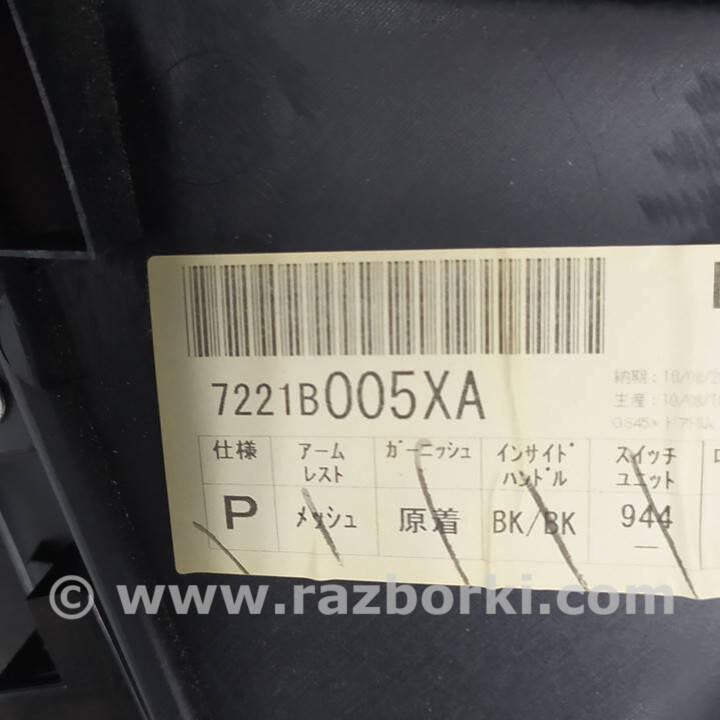 7221B005XA
納期:10/08/2
生産:10/08/1
仕様 アーム レスト ガーニッシュ インサイド ハンドル スイッチ ユニット
P メッシュ 原着 BK/BK 944
—
© www.razborki.com